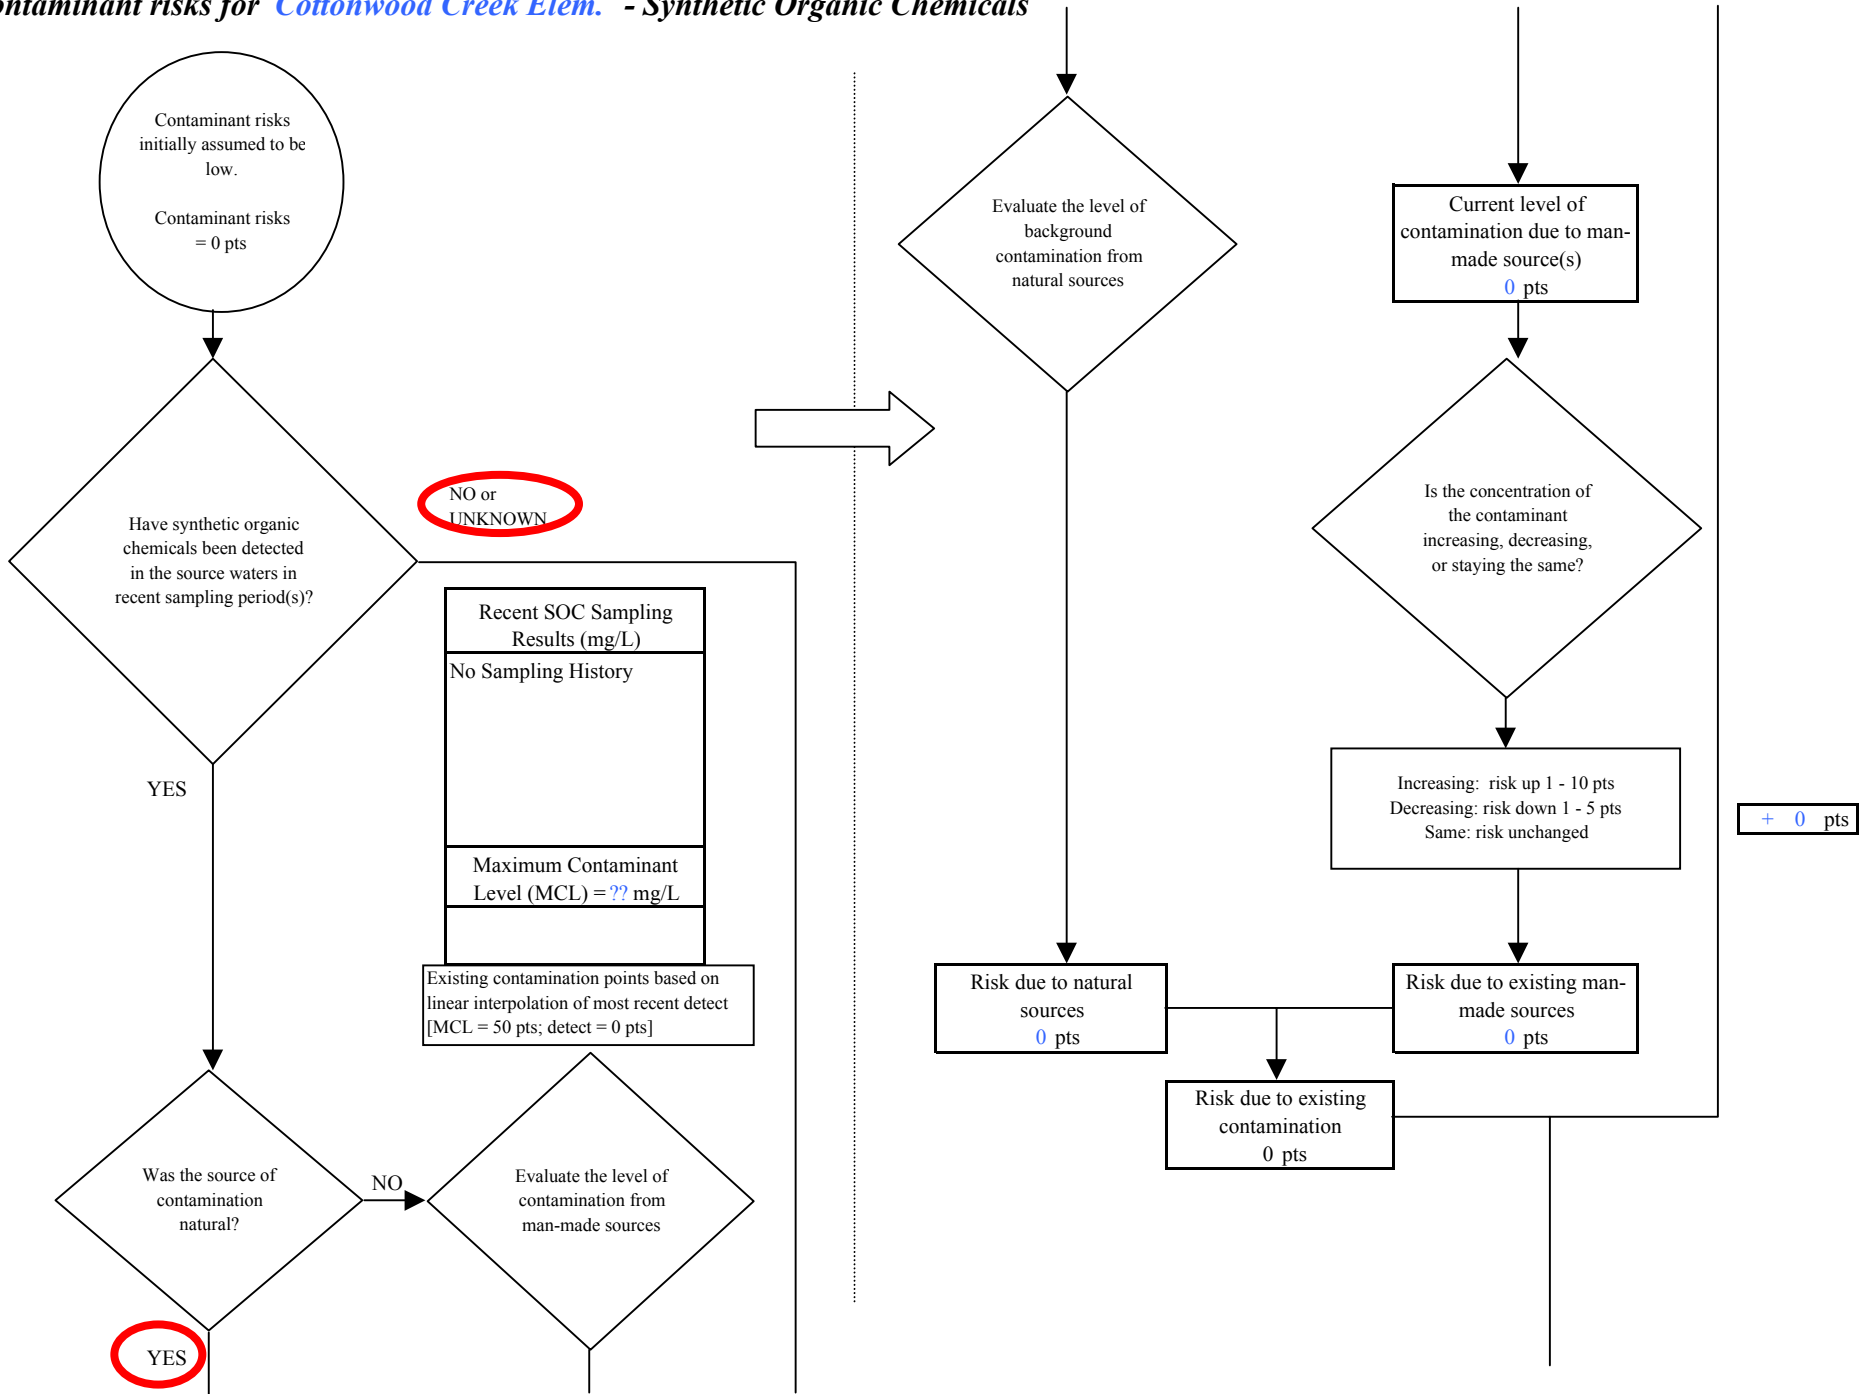 ontaminant risks for Cottonwood Creek Elem. - Synthetic Organic Chemicals
Contaminant risks
initially assumed to be
low.
Contaminant risks
= 0 pts
Have synthetic organic
chemicals been detected
in the source waters in
recent sampling period(s)?
NO or
UNKNOWN
YES
Recent SOC Sampling
Results (mg/L)
No Sampling History
Maximum Contaminant
Level (MCL) = ?? mg/L
Existing contamination points based on
linear interpolation of most recent detect
[MCL = 50 pts; detect = 0 pts]
Was the source of
contamination
natural?
NO
YES
Evaluate the level of
contamination from
man-made sources
Evaluate the level of
background
contamination from
natural sources
Current level of
contamination due to man-
made source(s)
0 pts
Is the concentration of
the contaminant
increasing, decreasing,
or staying the same?
Increasing: risk up 1 - 10 pts
Decreasing: risk down 1 - 5 pts
Same: risk unchanged
+ 0 pts
Risk due to natural
sources
0 pts
Risk due to existing man-
made sources
0 pts
Risk due to existing
contamination
0 pts